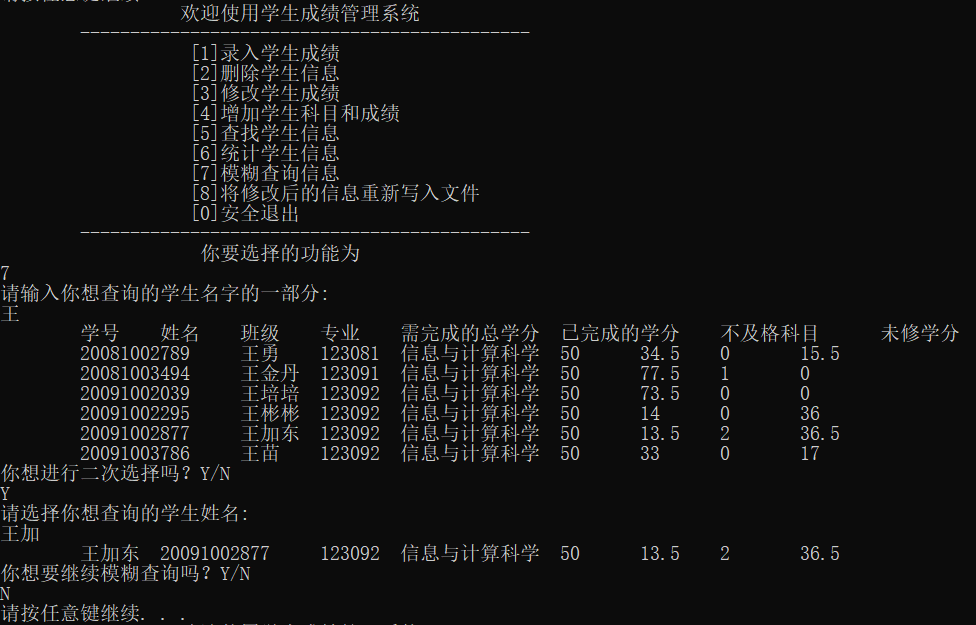 欢迎使用学生成绩管理系统
---------------------------------------------
[1]录入学生成绩
[2]删除学生信息
[3]修改学生成绩
[4]增加学生科目和成绩
[5]查找学生信息
[6]统计学生信息
[7]模糊查询信息
[8]将修改后的信息重新写入文件
[0]安全退出
---------------------------------------------
你要选择的功能为
7
请输入你想查询的学生名字的一部分:
王
学号 姓名 班级 专业 需完成的总学分 已完成的学分 不及格科目 未修学分
20081002789 王勇 123081 信息与计算科学 50 34.5 0 15.5
20081003494 王金丹 123091 信息与计算科学 50 77.5 1 0
20091002039 王培培 123092 信息与计算科学 50 73.5 0 0
20091002295 王彬彬 123092 信息与计算科学 50 14 0 36
20091002877 王加东 123092 信息与计算科学 50 13.5 2 36.5
20091003786 王苗 123092 信息与计算科学 50 33 0 17
你想进行二次选择吗? Y/N
Y
请选择你想查询的学生姓名:
王加
王加东 20091002877 123092 信息与计算科学 50 13.5 2 36.5
你想要继续模糊查询吗? Y/N
N
请按任意键继续. . .